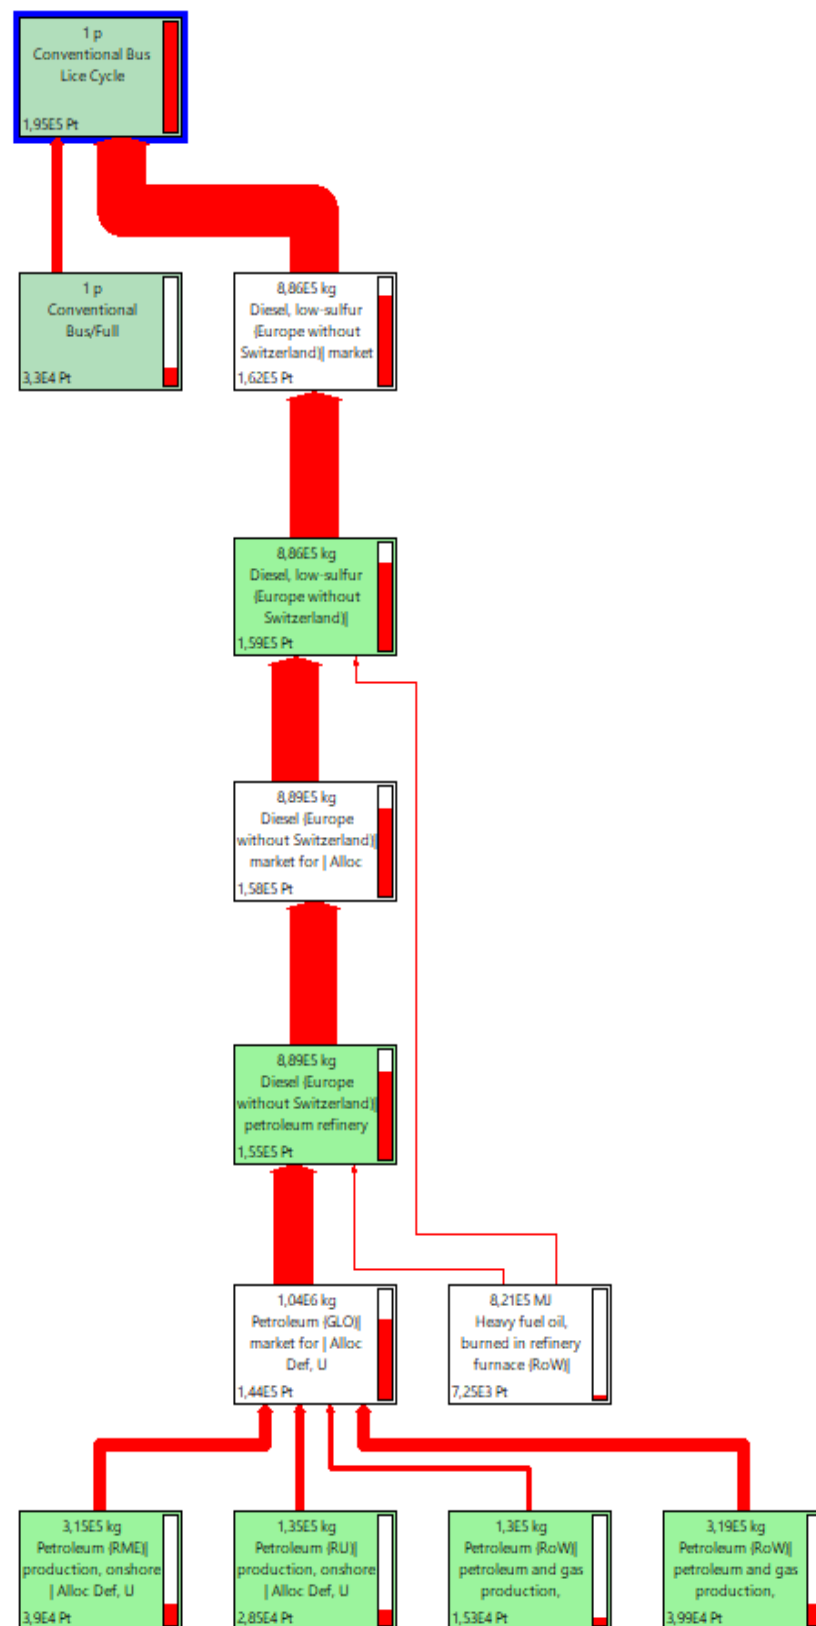 1 p
Conventional Bus
Lice Cycle
1,95E5 Pt
1 p
Conventional
Bus/Full
3,3E4 Pt
8,86E5 kg
Diesel, low-sulfur
{Europe without
Switzerland}| market
1,62E5 Pt
8,86E5 kg
Diesel, low-sulfur
{Europe without
Switzerland}|
1,59E5 Pt
8,89E5 kg
Diesel {Europe
without Switzerland}|
market for | Alloc
1,58E5 Pt
8,89E5 kg
Diesel {Europe
without Switzerland}|
petroleum refinery
1,55E5 Pt
1,04E6 kg
Petroleum {GLO}|
market for | Alloc
Def, U
1,44E5 Pt
8,21E5 MJ
Heavy fuel oil,
burned in refinery
furnace {RoW}|
7,25E3 Pt
3,15E5 kg
Petroleum {RME}|
production, onshore
| Alloc Def, U
3,9E4 Pt
1,35E5 kg
Petroleum {RU}|
production, onshore
| Alloc Def, U
2,85E4 Pt
1,3E5 kg
Petroleum {RoW}|
petroleum and gas
production,
1,53E4 Pt
3,19E5 kg
Petroleum {RoW}|
petroleum and gas
production,
3,99E4 Pt